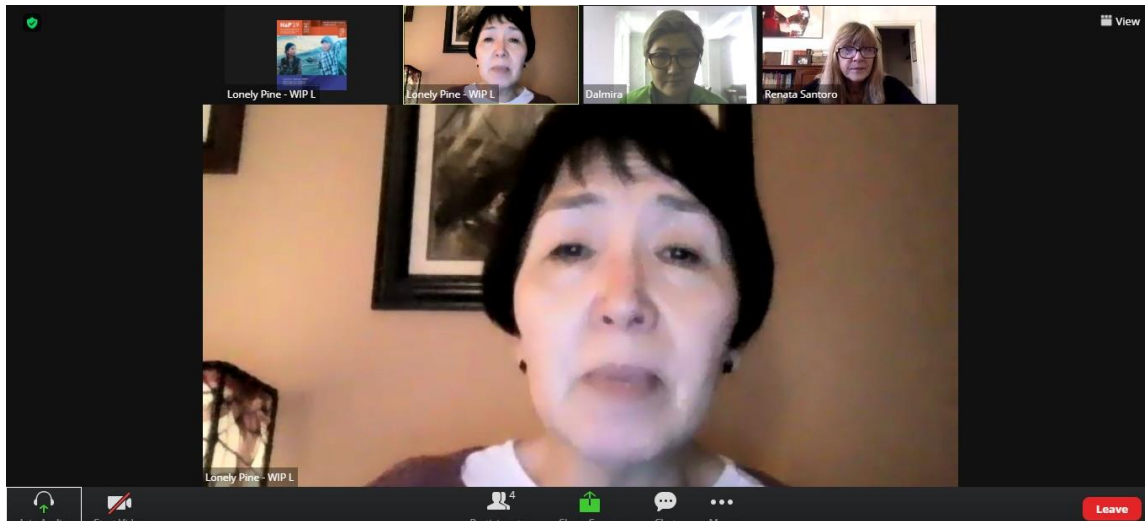 View
Lonely Pine - WIP L
Lonely Pine - WIP L
Dalmira
Renata Santoro
Lonely Pine - WIP L
4
Leave